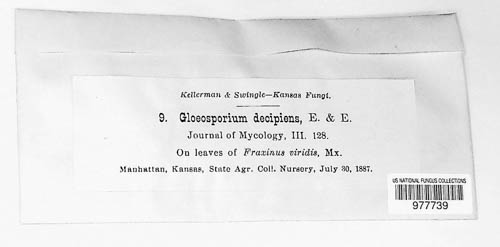 Kellerman & Swingle—Kansas Fungi.
9. Gloeosporium decipiens, E. & E.
Journal of Mycology, III. 128.
On leaves of Fraxinus viridis, Mx.
Manhattan, Kansas, State Agr. Coll. Nursery, July 30, 1887.
US NATIONAL FUNGUS COLLECTIONS
977739